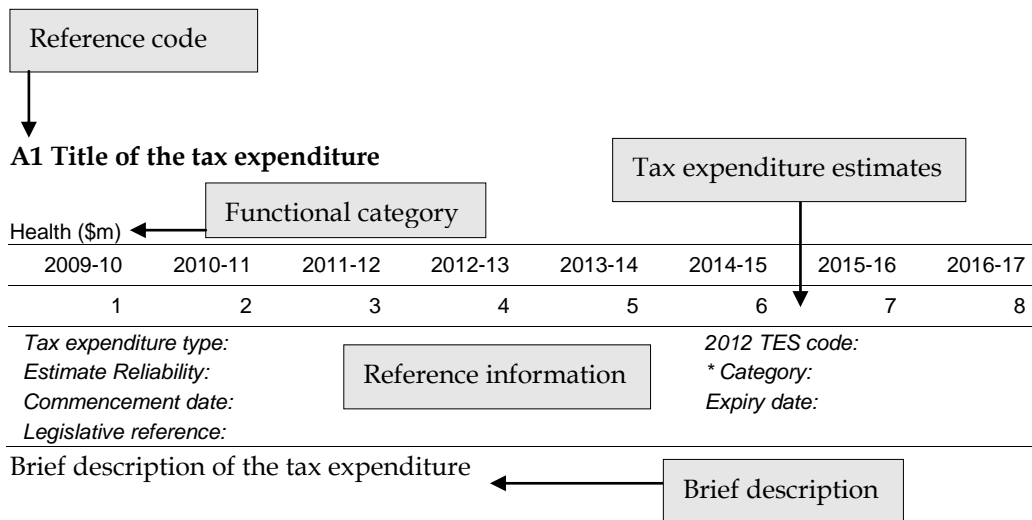 Reference code
A1 Title of the tax expenditure
Tax expenditure estimates
Functional category
Health ($m)
2009-10 2010-11 2011-12 2012-13 2013-14 2014-15 2015-16 2016-17
1 2 3 4 5 6 7 8
Tax expenditure type: 2012 TES code:
Estimate Reliability: * Category:
Reference information
Commencement date: Expiry date:
Legislative reference:
Brief description of the tax expenditure
Brief description